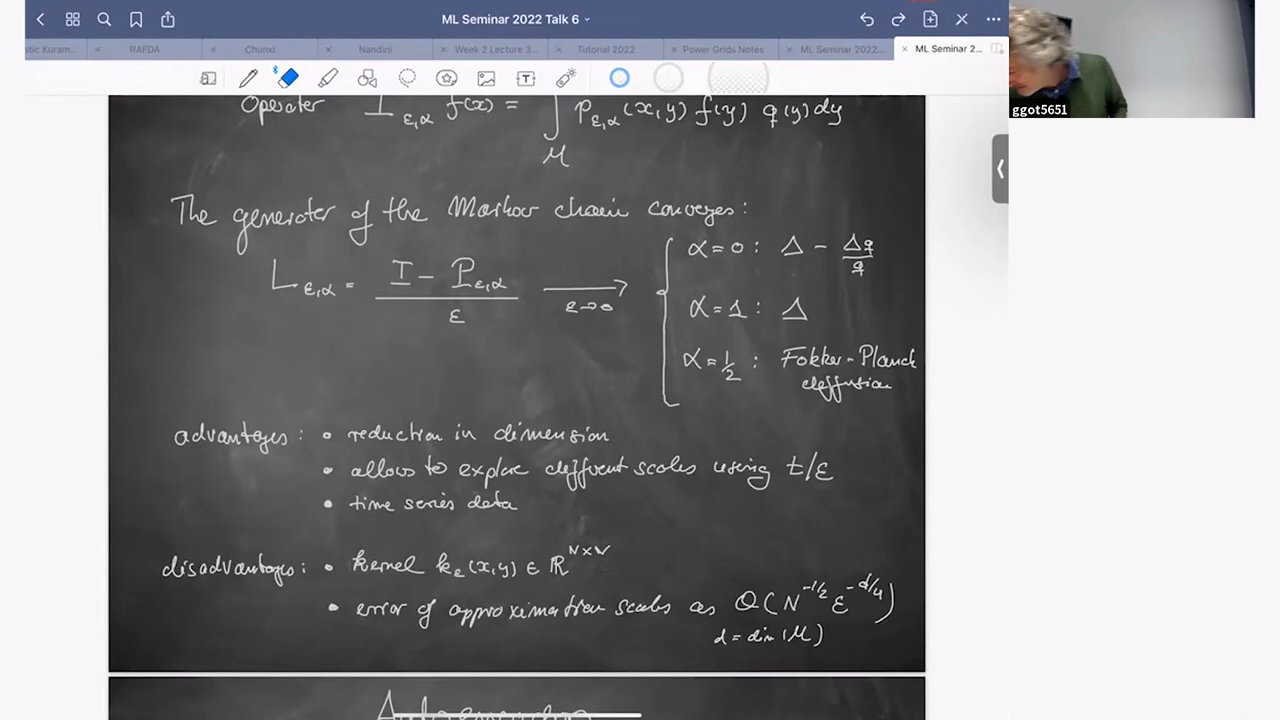 ML Seminar 2022 Talk 6
stic Kuram...
RAFDA
Chunxi
Nandini
Week 2 Lecture 3...
Tutorial 2022
Power Grids Notes
ML Seminar 2022...
ML Seminar 2...
ggot5651
Operator P_{ε,α} f(x) = ∫_M p_{ε,α}(x,y) f(y) q(y) dy
The generator of the Markov chain converges:
L_{ε,α} = (I - P_{ε,α}) / ε → ε→0
α=0 : Δ - Δq/q
α=1 : Δ
α=1/2 : Fokker-Planck
diffusion
advantages: • reduction in dimension
• allows to explore different scales using t/ε
• time series data
disadvantages: • kernel k_ε(x,y) ∈ ℝ^{N×N}
• error of approximation scales as O(N^{-1/2} ε^{-d/4})
d = dim(M)